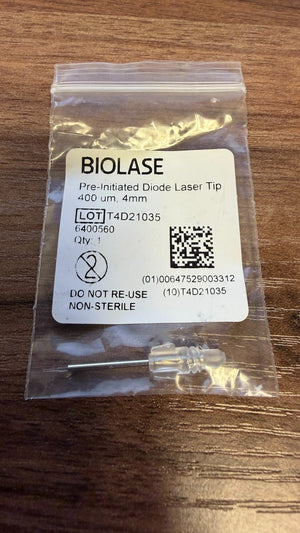 BIOLASE
Pre-Initiated Diode Laser Tip
400 um, 4mm
LOT T4D21035
6400560
Qty: 1
2
(01)00647529003312
DO NOT RE-USE (10)T4D21035
NON-STERILE